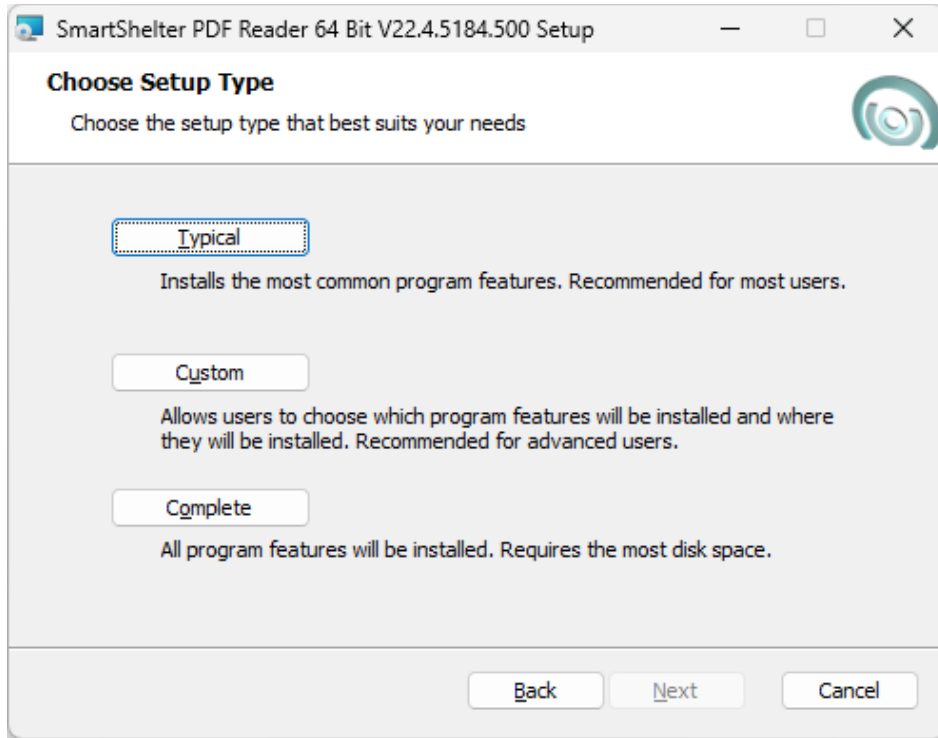 SmartShelter PDF Reader 64 Bit V22.4.5184.500 Setup
Choose Setup Type
Choose the setup type that best suits your needs
Typical
Installs the most common program features. Recommended for most users.
Custom
Allows users to choose which program features will be installed and where
they will be installed. Recommended for advanced users.
Complete
All program features will be installed. Requires the most disk space.
Back Next Cancel